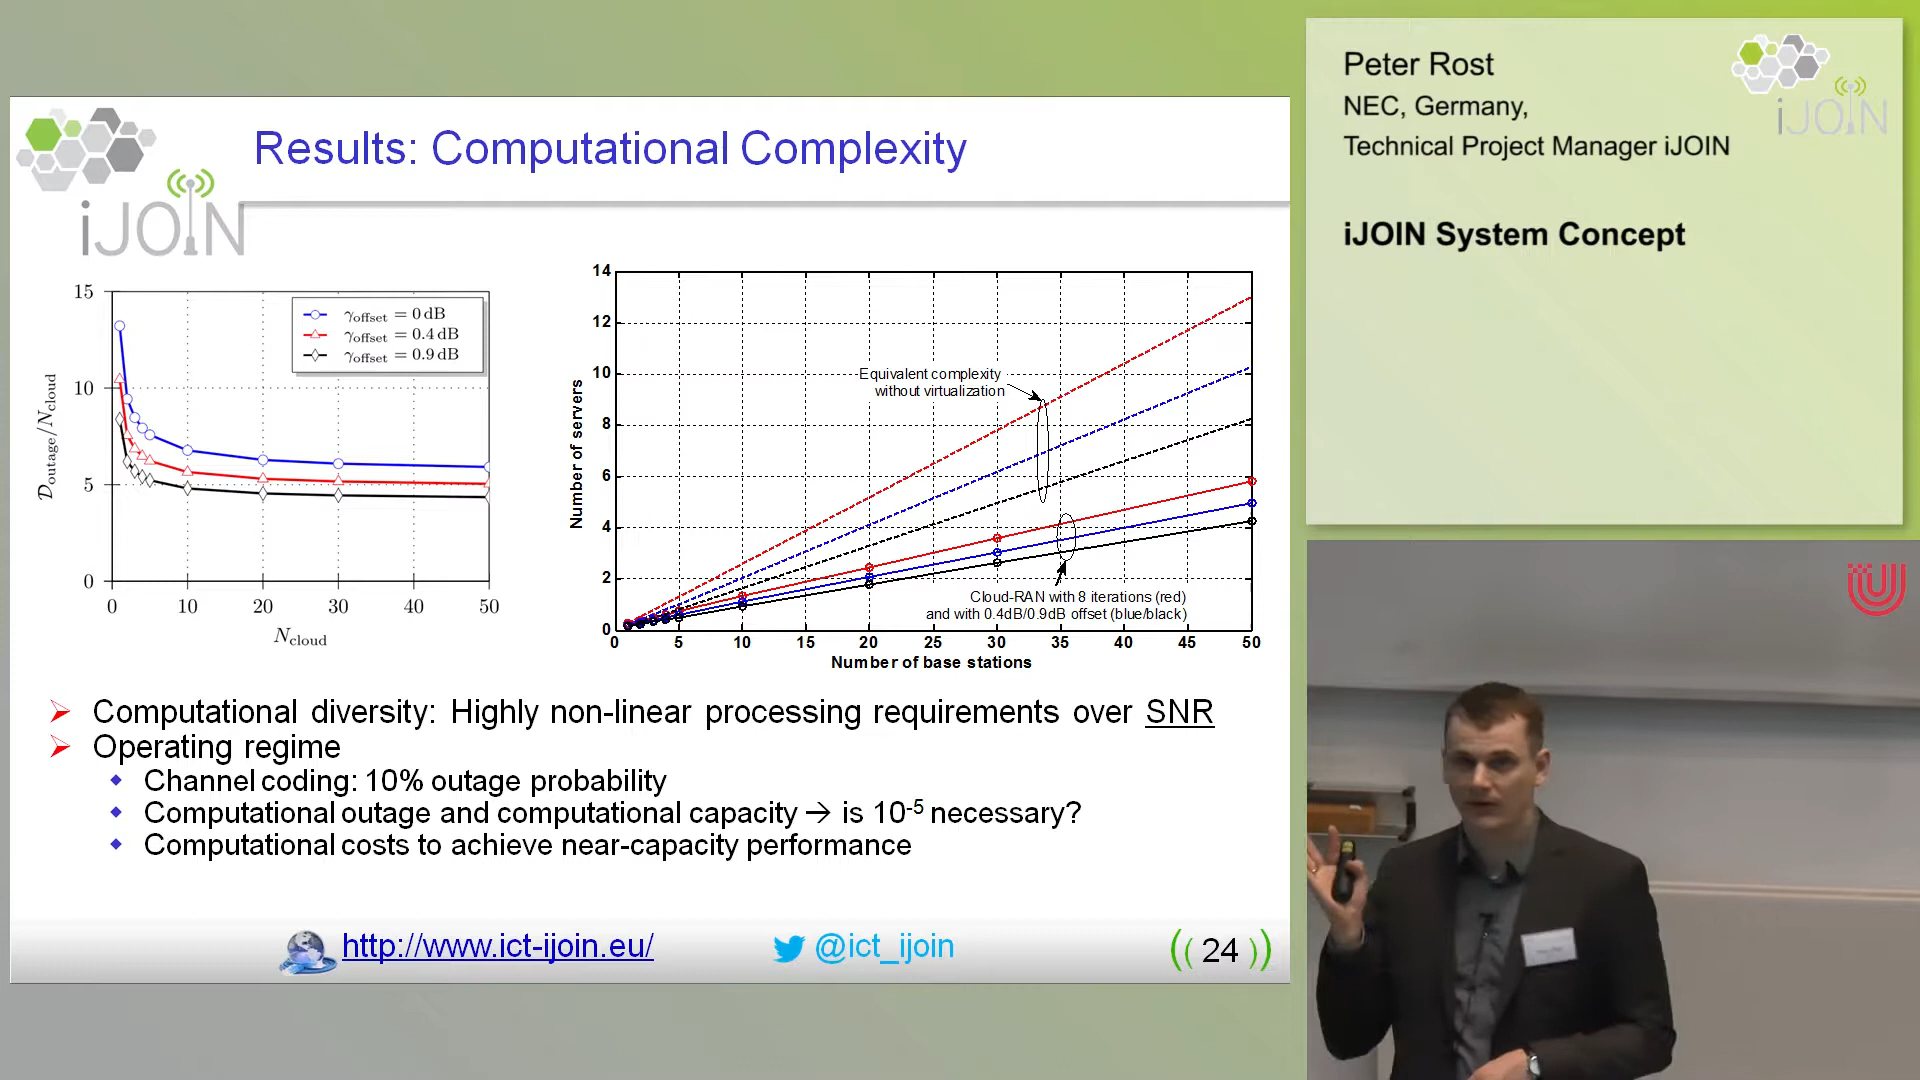 Results: Computational Complexity
iJOIN
15
10
5
0
0 10 20 30 40 50
D_outage/N_cloud
N_cloud
γ_offset = 0 dB
γ_offset = 0.4 dB
γ_offset = 0.9 dB
14
12
10
8
6
4
2
0
0 5 10 15 20 25 30 35 40 45 50
Number of servers
Number of base stations
Equivalent complexity
without virtualization
Cloud-RAN with 8 iterations (red)
and with 0.4dB/0.9dB offset (blue/black)
Computational diversity: Highly non-linear processing requirements over SNR
Operating regime
Channel coding: 10% outage probability
Computational outage and computational capacity → is 10⁻⁵ necessary?
Computational costs to achieve near-capacity performance
http://www.ict-ijoin.eu/
@ict_ijoin
((24))
Peter Rost
NEC, Germany,
Technical Project Manager iJOIN
iJOIN System Concept
iJOIN